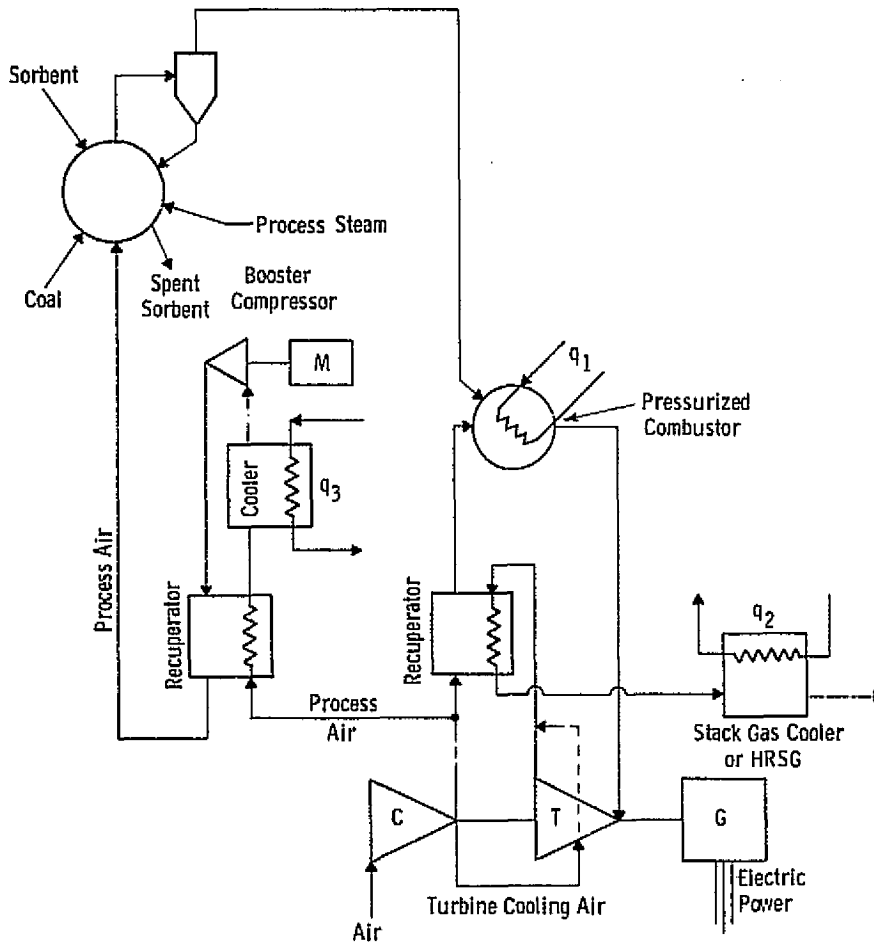 Sorbent
Process Steam
Coal
Spent
Sorbent
Booster
Compressor
M
q1
Pressurized
Combustor
Cooler
q3
Process Air
Recuperator
Recuperator
q2
Process
Air
Stack Gas Cooler
or HRSG
C
T
G
Turbine Cooling Air
Electric
Power
Air